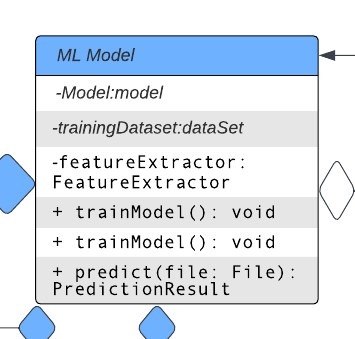 ML Model
-Model:model
-trainingDataset:dataSet
-featureExtractor:
FeatureExtractor
+ trainModel(): void
+ trainModel(): void
+ predict(file: File):
PredictionResult